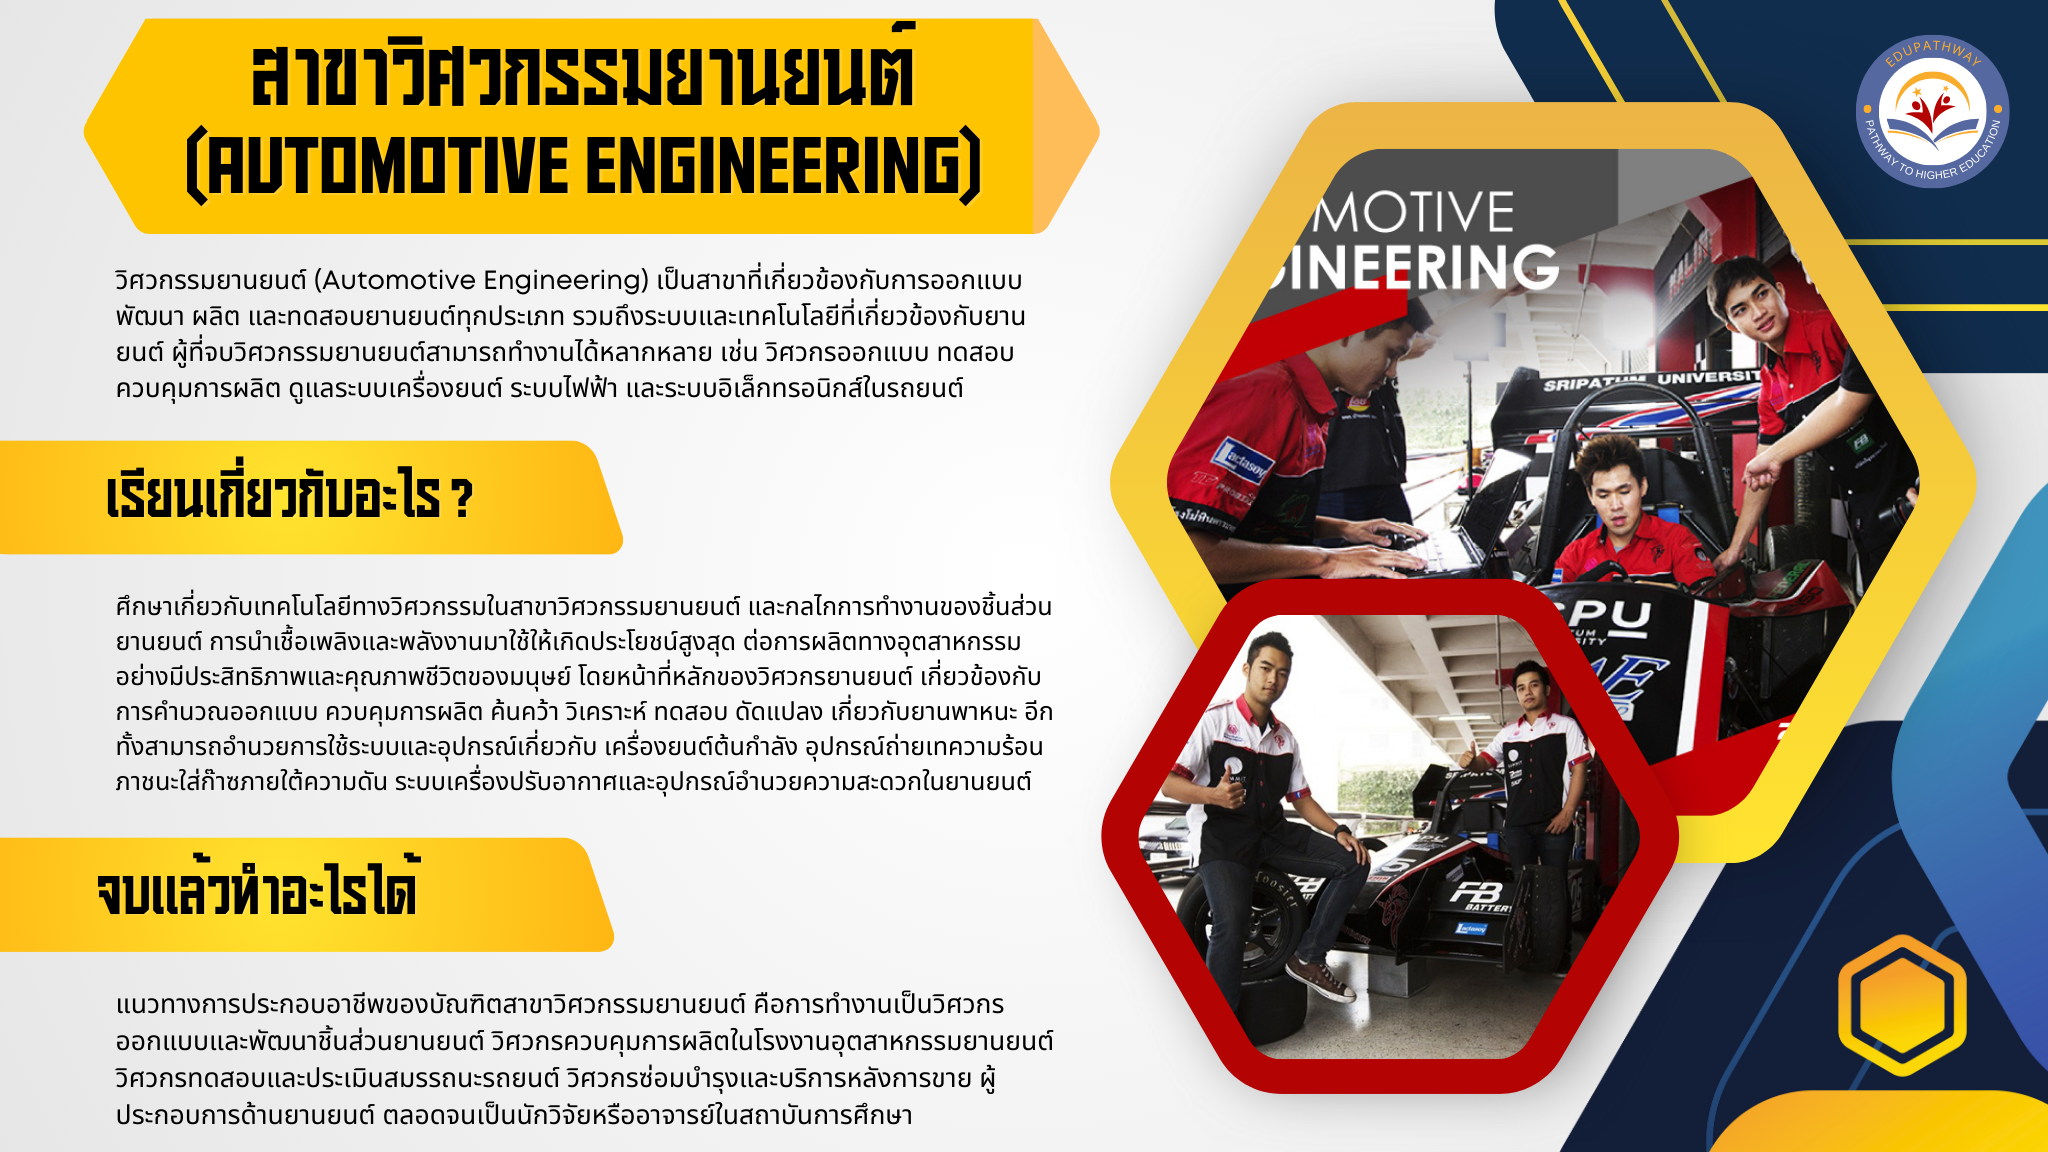 สาขาวิศวกรรมยานยนต์
(AUTOMOTIVE ENGINEERING)
วิศวกรรมยานยนต์ (Automotive Engineering) เป็นสาขาที่เกี่ยวข้องกับการออกแบบ
พัฒนา ผลิต และทดสอบยานยนต์ทุกประเภท รวมถึงระบบและเทคโนโลยีที่เกี่ยวข้องกับยาน
ยนต์ ผู้ที่จบวิศวกรรมยานยนต์สามารถทำงานได้หลากหลาย เช่น วิศวกรออกแบบ ทดสอบ
ควบคุมการผลิต ดูแลระบบเครื่องยนต์ ระบบไฟฟ้า และระบบอิเล็กทรอนิกส์ในรถยนต์
เรียนเกี่ยวกับอะไร ?
ศึกษาเกี่ยวกับเทคโนโลยีทางวิศวกรรมในสาขาวิศวกรรมยานยนต์ และกลไกการทำงานของชิ้นส่วน
ยานยนต์ การนำเชื้อเพลิงและพลังงานมาใช้ให้เกิดประโยชน์สูงสุด ต่อการผลิตทางอุตสาหกรรม
อย่างมีประสิทธิภาพและคุณภาพชีวิตของมนุษย์ โดยหน้าที่หลักของวิศวกรยานยนต์ เกี่ยวข้องกับ
การคำนวณออกแบบ ควบคุมการผลิต ค้นคว้า วิเคราะห์ ทดสอบ ดัดแปลง เกี่ยวกับยานพาหนะ อีก
ทั้งสามารถอำนวยการใช้ระบบและอุปกรณ์เกี่ยวกับ เครื่องยนต์ต้นกำลัง อุปกรณ์ถ่ายเทความร้อน
ภาชนะใส่ก๊าซภายใต้ความดัน ระบบเครื่องปรับอากาศและอุปกรณ์อำนวยความสะดวกในยานยนต์
จบแล้วทำอะไรได้
แนวทางการประกอบอาชีพของบัณฑิตสาขาวิศวกรรมยานยนต์ คือการทำงานเป็นวิศวกร
ออกแบบและพัฒนาชิ้นส่วนยานยนต์ วิศวกรควบคุมการผลิตในโรงงานอุตสาหกรรมยานยนต์
วิศวกรทดสอบและประเมินสมรรถนะรถยนต์ วิศวกรซ่อมบำรุงและบริการหลังการขาย ผู้
ประกอบการด้านยานยนต์ ตลอดจนเป็นนักวิจัยหรืออาจารย์ในสถาบันการศึกษา
EDUPATHWAY
PATHWAY TO HIGHER EDUCATION
MOTIVE
GINEERING
SRIPATUM UNIVERSIT
Lactasoy
SPU
FB
BATTERY
Lactasoy